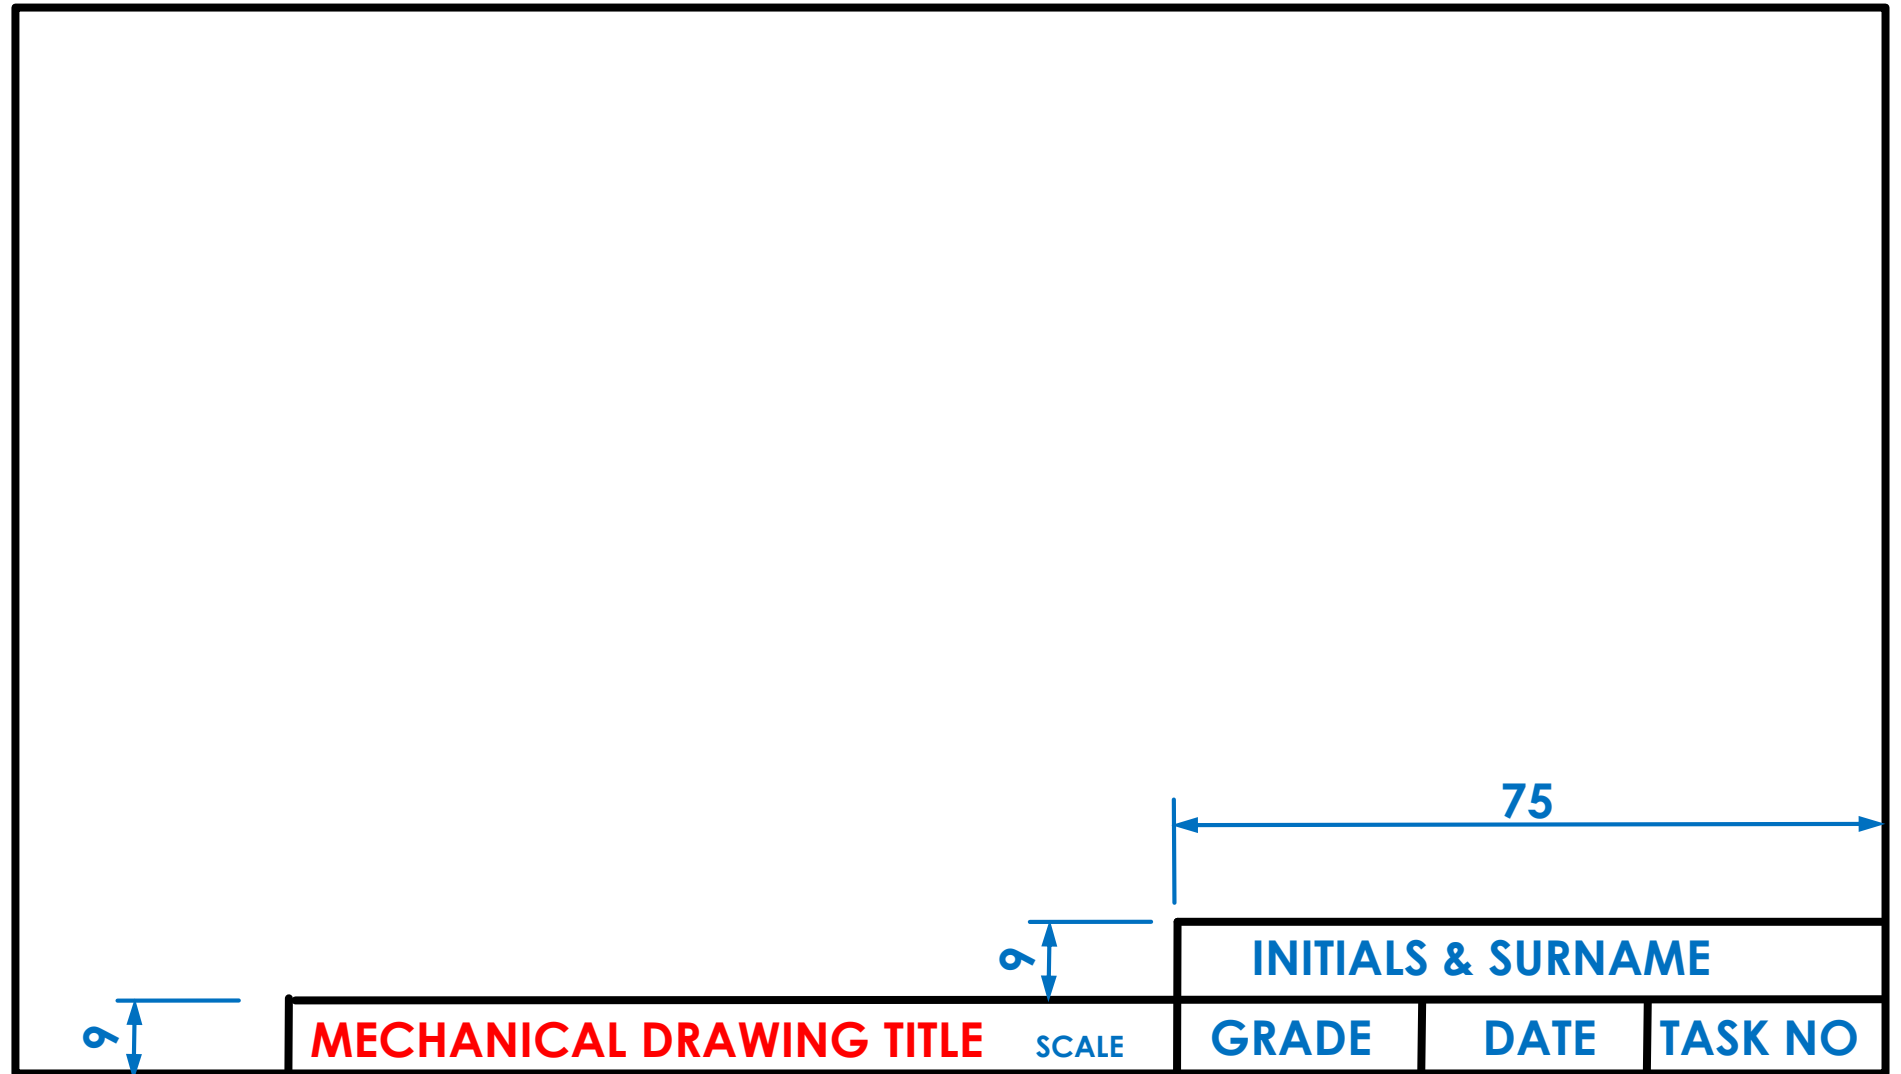 75
9
INITIALS & SURNAME
9
MECHANICAL DRAWING TITLE SCALE GRADE DATE TASK NO